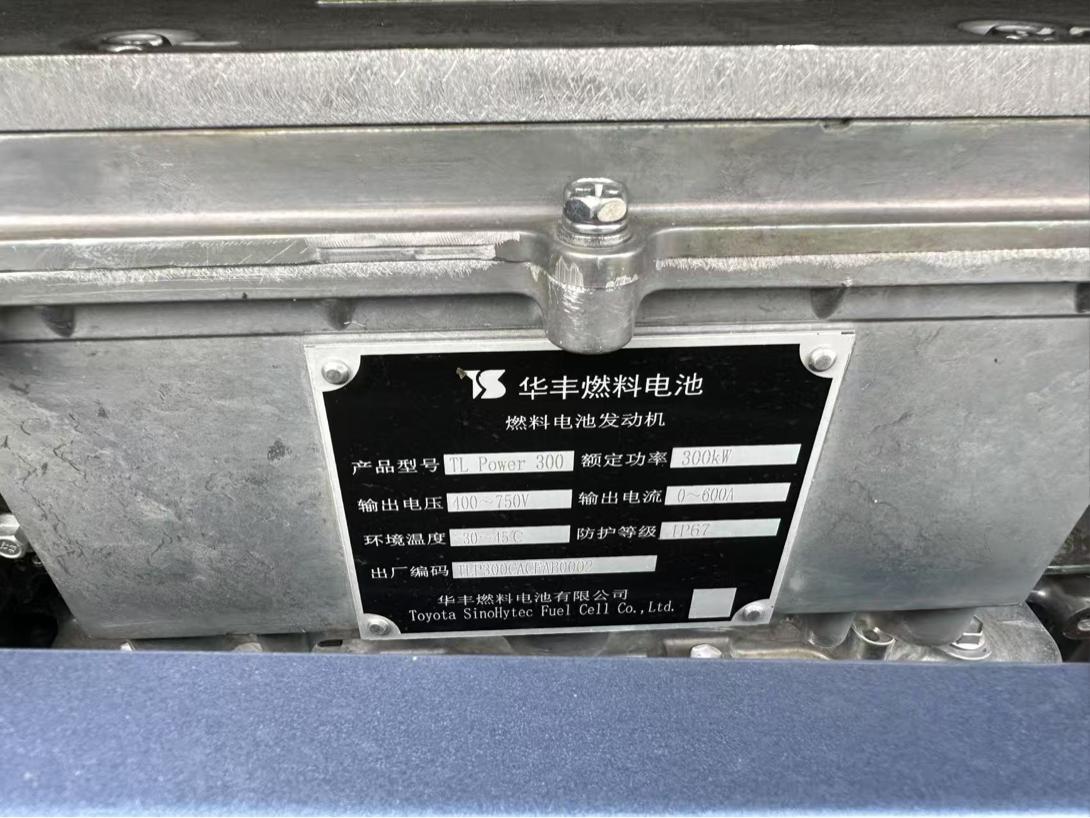 TS 华丰燃料电池
燃料电池发动机
产品型号 TL Power 300 额定功率 300kW
输出电压 400~750V 输出电流 0~600A
环境温度 -30~45℃ 防护等级 IP67
出厂编码
华丰燃料电池有限公司
Toyota SinoHytec Fuel Cell Co.,Ltd.